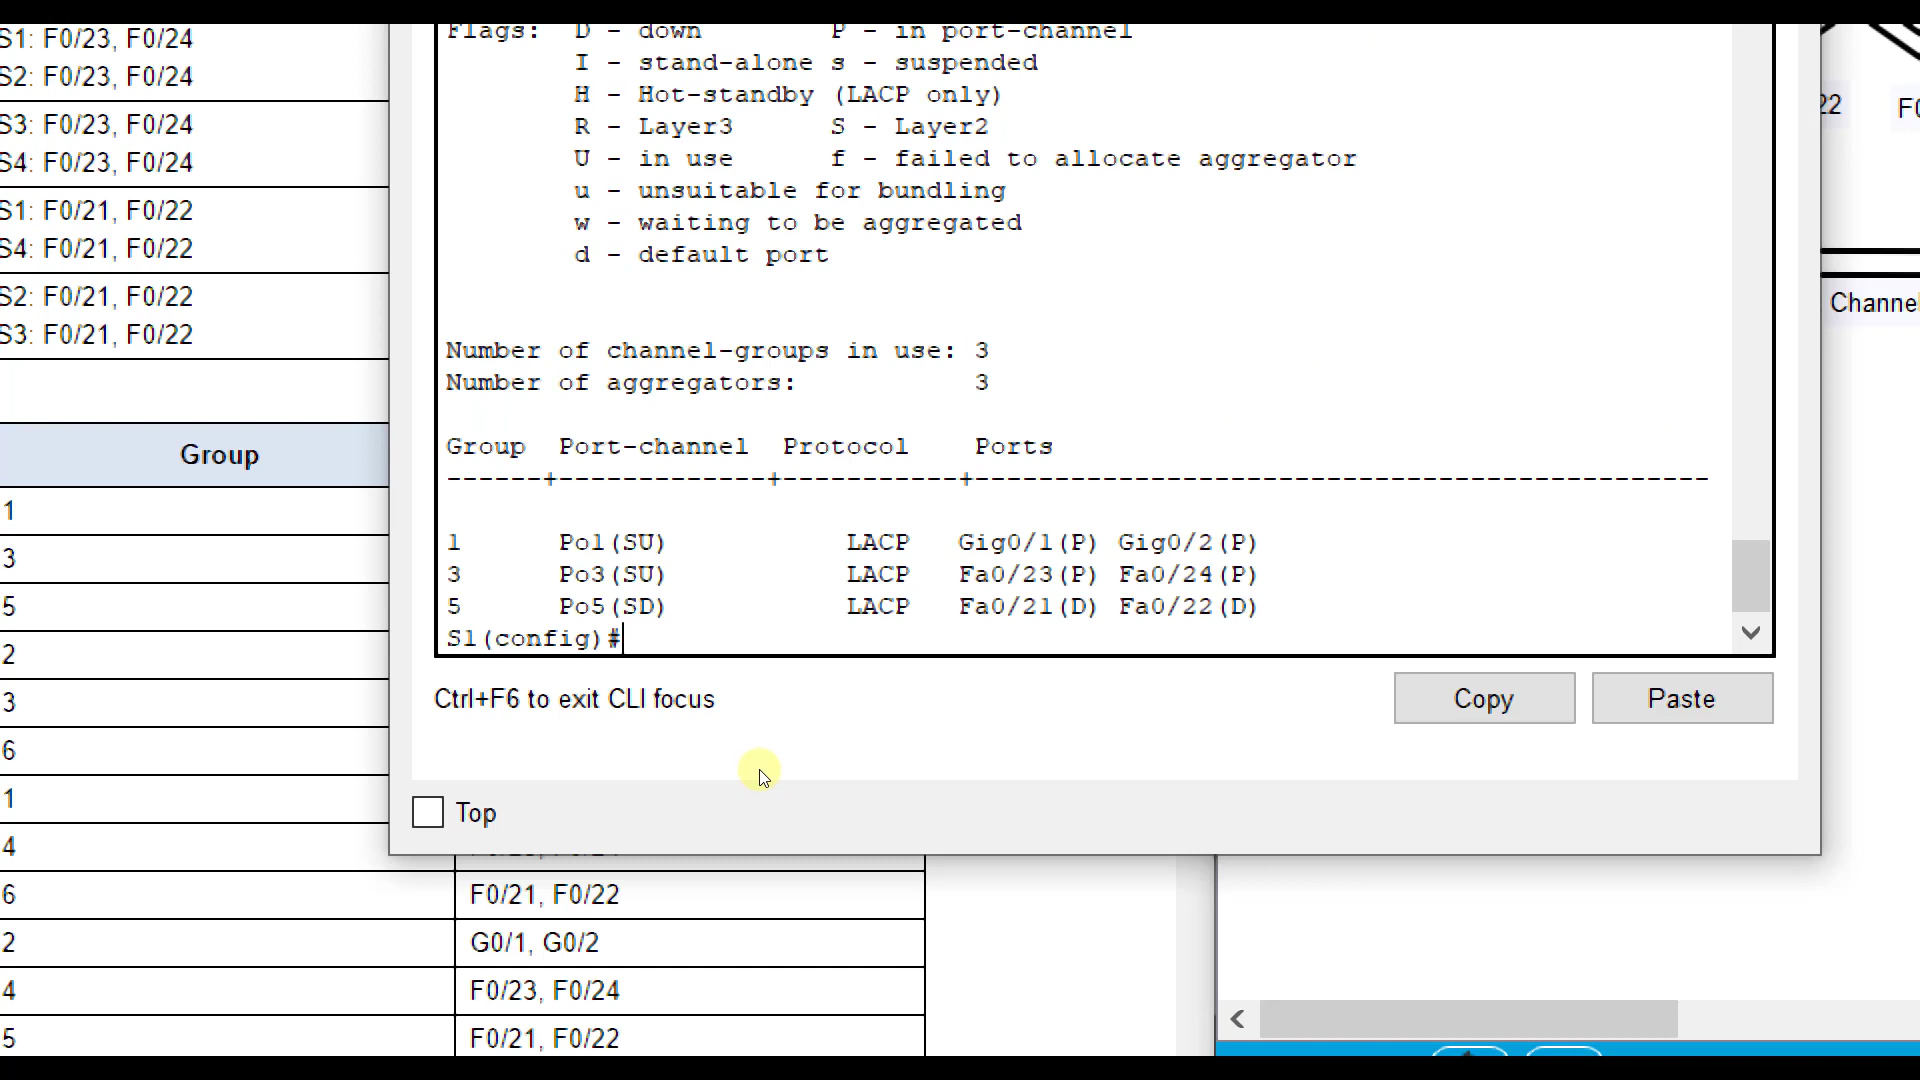 S1: F0/23, F0/24
S2: F0/23, F0/24
S3: F0/23, F0/24
S4: F0/23, F0/24
S1: F0/21, F0/22
S4: F0/21, F0/22
S2: F0/21, F0/22
S3: F0/21, F0/22
Group
1
3
5
2
3
6
1
4
6 F0/21, F0/22
2 G0/1, G0/2
4 F0/23, F0/24
5 F0/21, F0/22
Flags: D - down P - in port-channel
I - stand-alone s - suspended
H - Hot-standby (LACP only)
R - Layer3 S - Layer2
U - in use f - failed to allocate aggregator
u - unsuitable for bundling
w - waiting to be aggregated
d - default port
Number of channel-groups in use: 3
Number of aggregators: 3
Group Port-channel Protocol Ports
------+-------------+-----------+----------------------------------------------
1 Po1(SU) LACP Gig0/1(P) Gig0/2(P)
3 Po3(SU) LACP Fa0/23(P) Fa0/24(P)
5 Po5(SD) LACP Fa0/21(D) Fa0/22(D)
S1(config)#
Ctrl+F6 to exit CLI focus
Copy
Paste
Top
22
F0
Channel